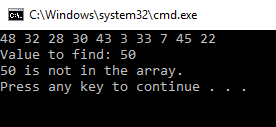 C:\Windows\system32\cmd.exe
48 32 28 30 43 3 33 7 45 22
Value to find: 50
50 is not in the array.
Press any key to continue . . .